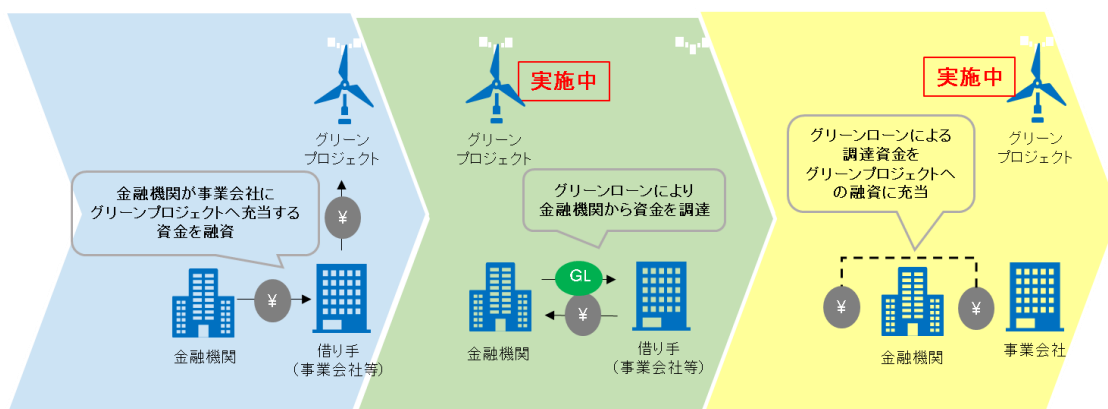 グリーン
プロジェクト
金融機関が事業会社に
グリーンプロジェクトへ充当する
資金を融資
¥
¥
金融機関
借り手
（事業会社等）
実施中
グリーン
プロジェクト
グリーンローンにより
金融機関から資金を調達
GL
¥
金融機関
借り手
（事業会社等）
実施中
グリーン
プロジェクト
グリーンローンによる
調達資金を
グリーンプロジェクトへ
の融資に充当
¥
¥
金融機関
事業会社